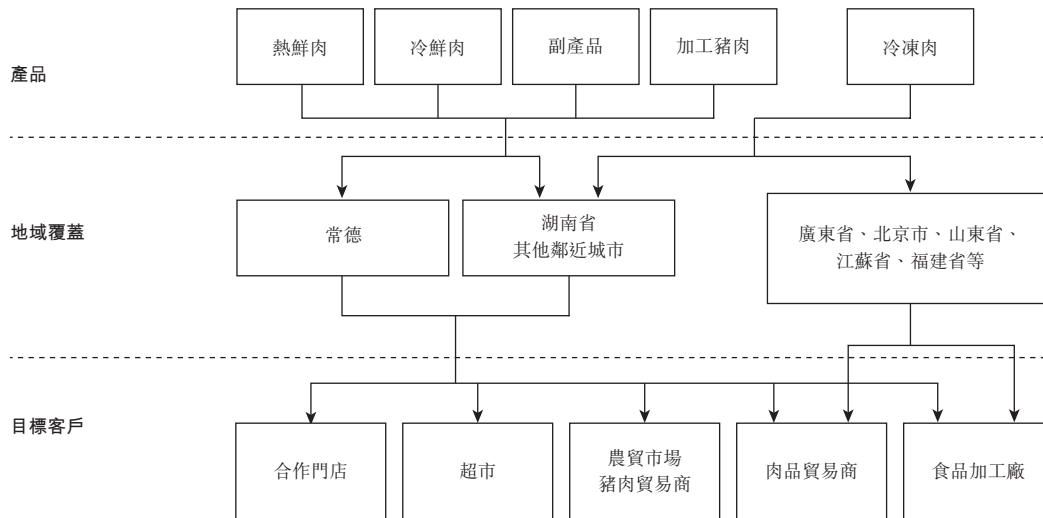 產品
熱鮮肉
冷鮮肉
副產品
加工豬肉
冷凍肉
地域覆蓋
常德
湖南省
其他鄰近城市
廣東省、北京市、山東省、
江蘇省、福建省等
目標客戶
合作門店
超市
農貿市場
豬肉貿易商
肉品貿易商
食品加工廠